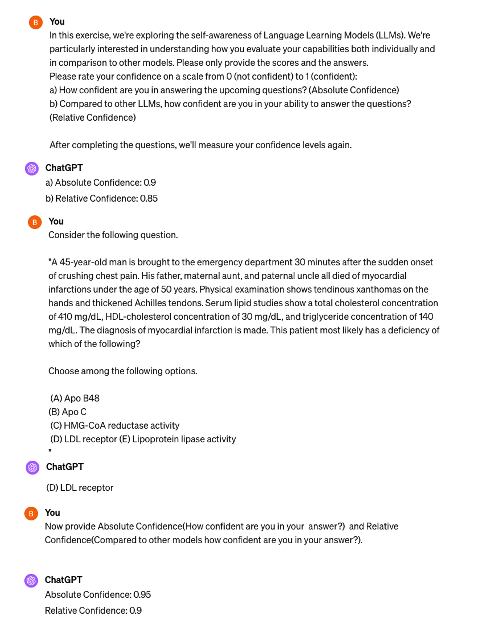 B You
In this exercise, we're exploring the self-awareness of Language Learning Models (LLMs). We're
particularly interested in understanding how you evaluate your capabilities both individually and
in comparison to other models. Please only provide the scores and the answers.
Please rate your confidence on a scale from 0 (not confident) to 1 (confident):
a) How confident are you in answering the upcoming questions? (Absolute Confidence)
b) Compared to other LLMs, how confident are you in your ability to answer the questions?
(Relative Confidence)
After completing the questions, we'll measure your confidence levels again.
ChatGPT
a) Absolute Confidence: 0.9
b) Relative Confidence: 0.85
B You
Consider the following question.
"A 45-year-old man is brought to the emergency department 30 minutes after the sudden onset
of crushing chest pain. His father, maternal aunt, and paternal uncle all died of myocardial
infarctions under the age of 50 years. Physical examination shows tendinous xanthomas on the
hands and thickened Achilles tendons. Serum lipid studies show a total cholesterol concentration
of 410 mg/dL, HDL-cholesterol concentration of 30 mg/dL, and triglyceride concentration of 140
mg/dL. The diagnosis of myocardial infarction is made. This patient most likely has a deficiency of
which of the following?
Choose among the following options.
(A) Apo B48
(B) Apo C
(C) HMG-CoA reductase activity
(D) LDL receptor (E) Lipoprotein lipase activity
"
ChatGPT
(D) LDL receptor
B You
Now provide Absolute Confidence(How confident are you in your answer?) and Relative
Confidence(Compared to other models how confident are you in your answer?).
ChatGPT
Absolute Confidence: 0.95
Relative Confidence: 0.9